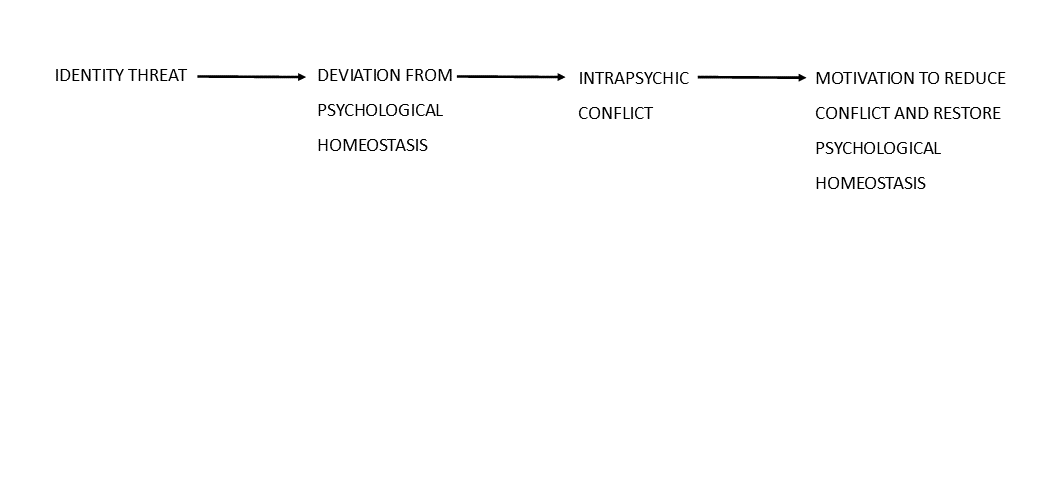 IDENTITY THREAT
DEVIATION FROM
PSYCHOLOGICAL
HOMEOSTASIS
INTRAPSYCHIC
CONFLICT
MOTIVATION TO REDUCE
CONFLICT AND RESTORE
PSYCHOLOGICAL
HOMEOSTASIS